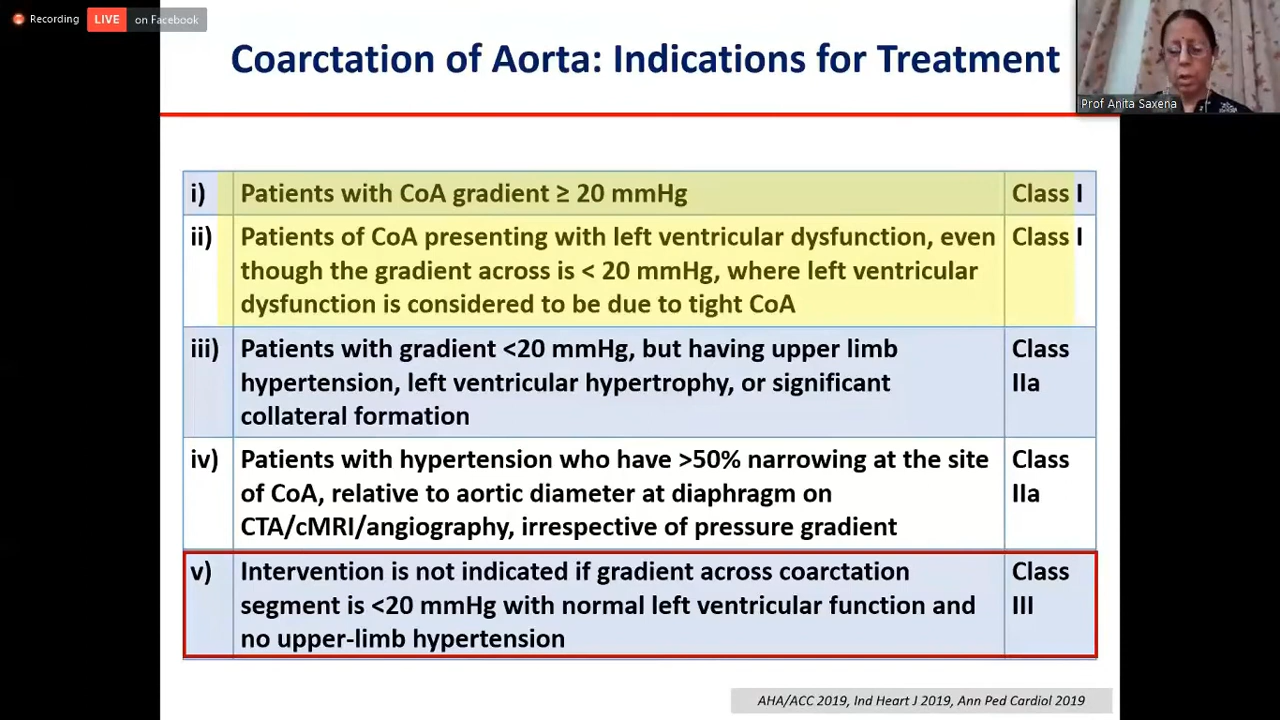 Recording
LIVE on Facebook
Coarctation of Aorta: Indications for Treatment
Prof Anita Saxena
i) Patients with CoA gradient ≥ 20 mmHg Class I
ii) Patients of CoA presenting with left ventricular dysfunction, even Class I
though the gradient across is < 20 mmHg, where left ventricular
dysfunction is considered to be due to tight CoA
iii) Patients with gradient <20 mmHg, but having upper limb Class
hypertension, left ventricular hypertrophy, or significant IIa
collateral formation
iv) Patients with hypertension who have >50% narrowing at the site Class
of CoA, relative to aortic diameter at diaphragm on IIa
CTA/cMRI/angiography, irrespective of pressure gradient
v) Intervention is not indicated if gradient across coarctation Class
segment is <20 mmHg with normal left ventricular function and III
no upper-limb hypertension
AHA/ACC 2019, Ind Heart J 2019, Ann Ped Cardiol 2019